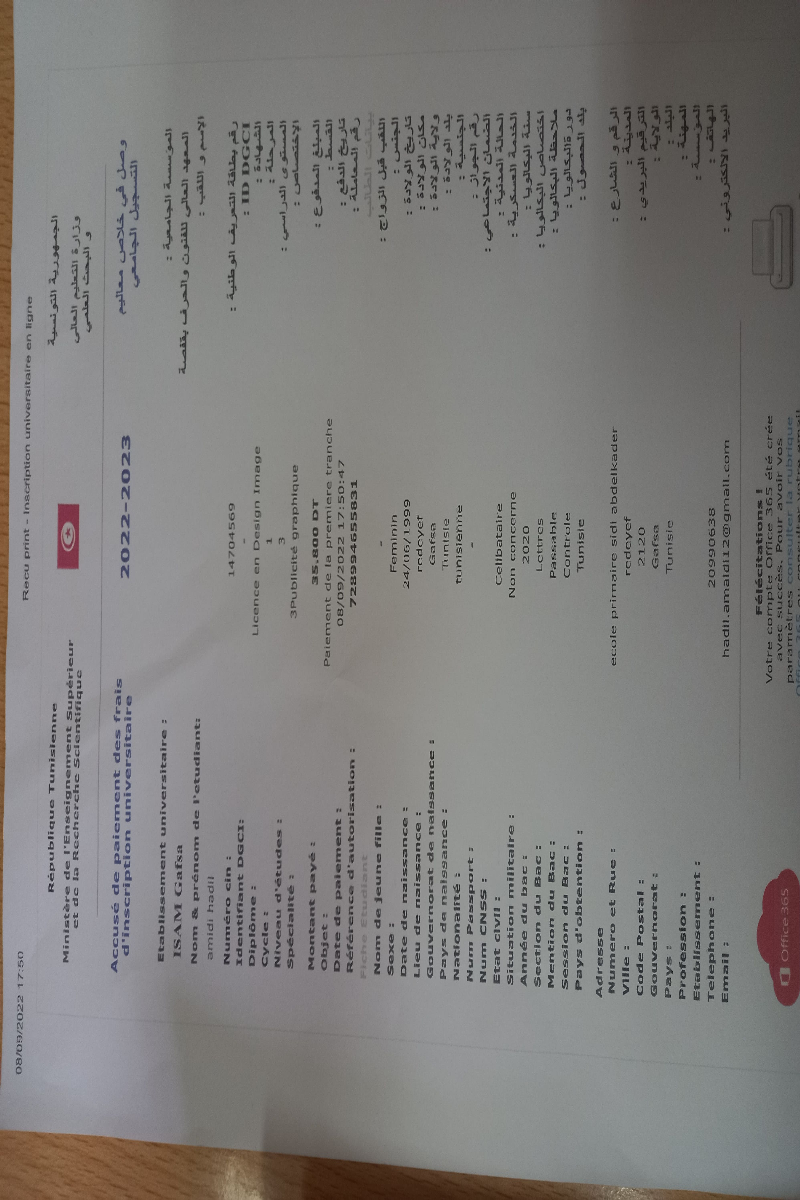 08/09/2022 17:50 Recu print - Inscription universitaire en ligne
République Tunisienne الجمهورية التونسية
Ministère de l'Enseignement Supérieur وزارة التعليم العالي
et de la Recherche Scientifique و البحث العلمي
Accusé de paiement des frais 2022-2023 وصل في خلاص معاليم
d'inscription universitaire التسجيل الجامعي
Etablissement universitaire : المؤسسة الجامعية :
ISAM Gafsa المعهد العالي للفنون والحرف بقفصة
Nom & prénom de l'etudiant: الإسم و اللقب :
amidi hadil
Numéro cin : 14704569 رقم بطاقة التعريف الوطنية :
Identifiant DGCI: - ID DGCI :
Diplôme : Licence en Design Image الشهادة :
Cycle : 1 المرحلة :
Niveau d'études : 3 المستوى الدراسي :
Spécialité : 3Publicité graphique الإختصاص :
Montant payé : 35.800 DT المبلغ المدفوع :
Objet : Paiement de la premiere tranche القسط :
Date de paiement : 08/09/2022 17:50:47 تاريخ الدفع :
Référence d'autorisation : 728994655831 رقم المعاملة :
Fiche Etudiant بيانات الطالب
Nom de jeune fille : - اللقب قبل الزواج :
Sexe : Feminin الجنس :
Date de naissance : 24/06/1999 تاريخ الولادة :
Lieu de naissance : redeyef مكان الولادة :
Gouvernorat de naissance : Gafsa ولاية الولادة :
Pays de naissance : Tunisie بلد الولادة :
Nationalité : tunisienne الجنسية :
Num Passport : - رقم الجواز :
Num CNSS : الضمان الإجتماعي :
Etat civil : Celibataire الحالة المدنية :
Situation militaire : Non concerne الخدمة العسكرية :
Année du bac : 2020 سنة البكالوريا :
Section du Bac : Lettres اختصاص البكالوريا :
Mention du Bac : Passable ملاحظة البكالوريا :
Session du Bac : Controle دورة البكالوريا :
Pays d'obtention : Tunisie بلد الحصول :
Adresse
Numero et Rue : ecole primaire sidi abdelkader الرقم و الشارع :
Ville : redeyef المدينة :
Code Postal : 2120 الترقيم البريدي :
Gouvernorat : Gafsa الولاية :
Pays : Tunisie البلد :
Profession : المهنة :
Etablissement : المؤسسة :
Telephone : 20990638 الهاتف :
Email : hadil.amaidi12@gmail.com البريد الالكتروني :
Office 365
Félécitations !
Votre compte Office 365 été crée
avec succès. Pour avoir vos
paramètres consulter la rubrique